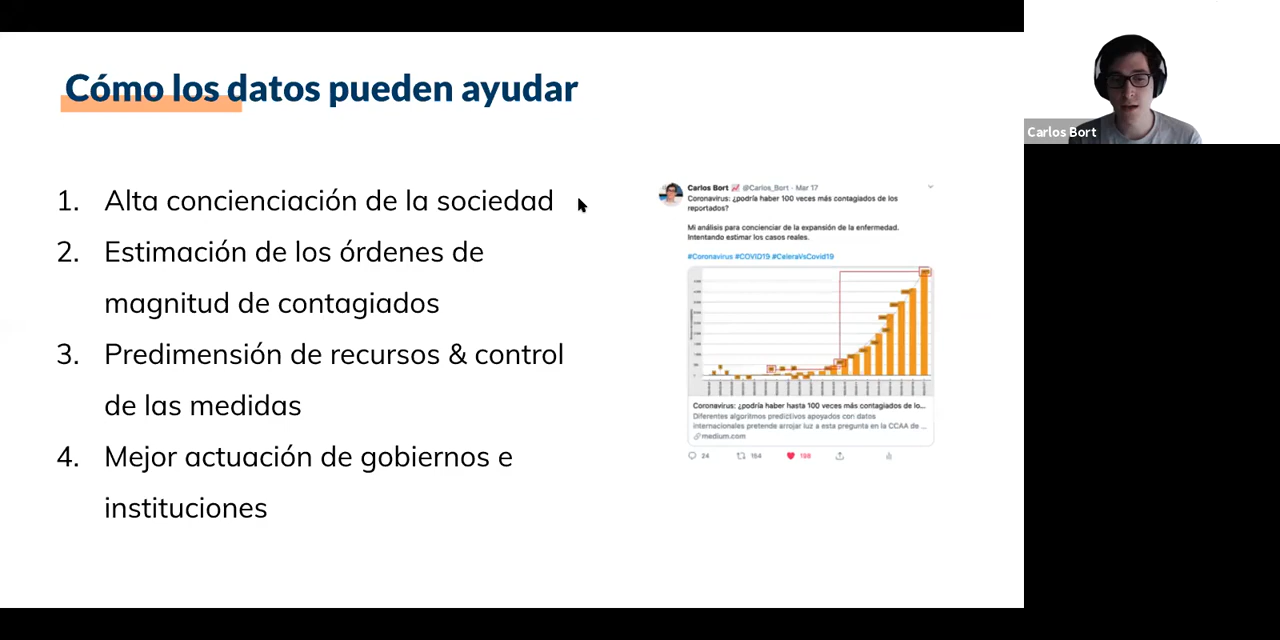 Cómo los datos pueden ayudar
1. Alta concienciación de la sociedad
2. Estimación de los órdenes de
magnitud de contagiados
3. Predimensión de recursos & control
de las medidas
4. Mejor actuación de gobiernos e
instituciones
Carlos Bort @Carlos_Bort · Mar 17
Coronavirus: ¿podría haber 100 veces más contagiados de los
reportados?
Mi análisis para concienciar de la expansión de la enfermedad.
Intentando estimar los casos reales.
#Coronavirus #COVID19 #CeleraVsCovid19
Coronavirus: ¿podría haber hasta 100 veces más contagiados de lo...
Diferentes algoritmos predictivos apoyados con datos
internacionales pretende arrojar luz a esta pregunta en la CCAA de ...
medium.com
24 164 198
Carlos Bort